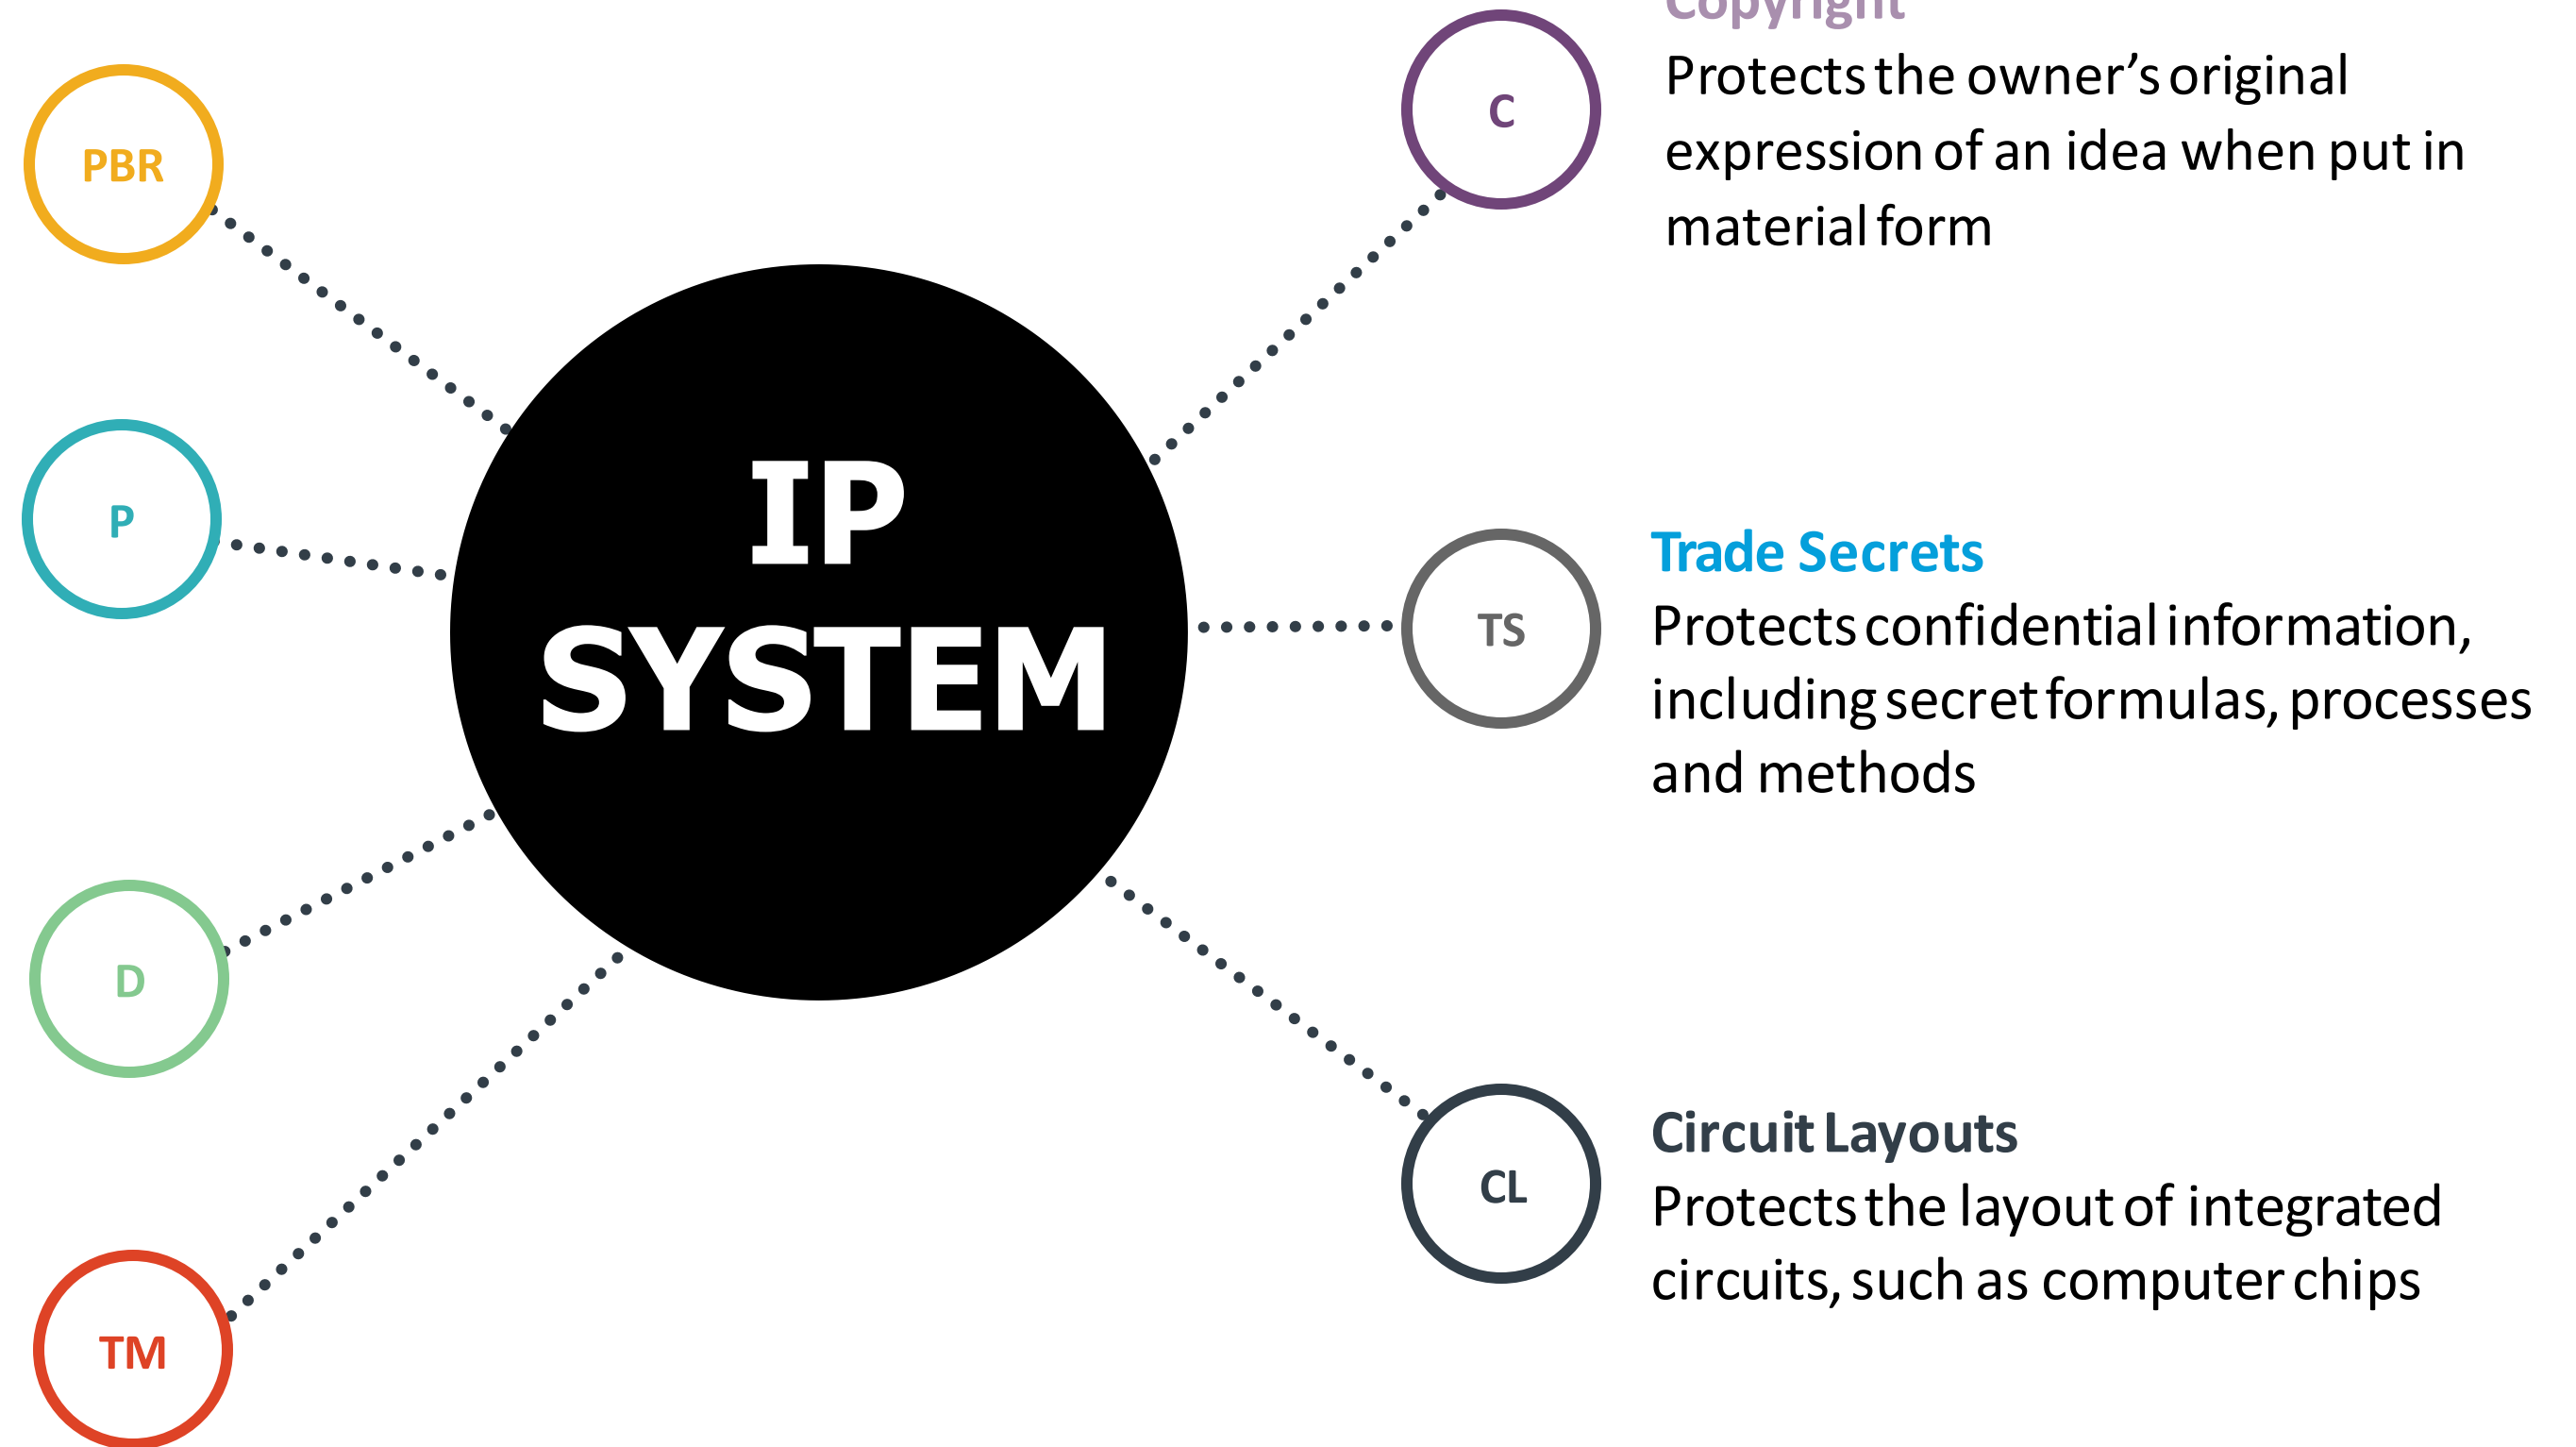 PBR
P
D
TM
IP
SYSTEM
C
Copyright
Protects the owner’s original
expression of an idea when put in
material form
TS
Trade Secrets
Protects confidential information,
including secret formulas, processes
and methods
CL
Circuit Layouts
Protects the layout of integrated
circuits, such as computer chips